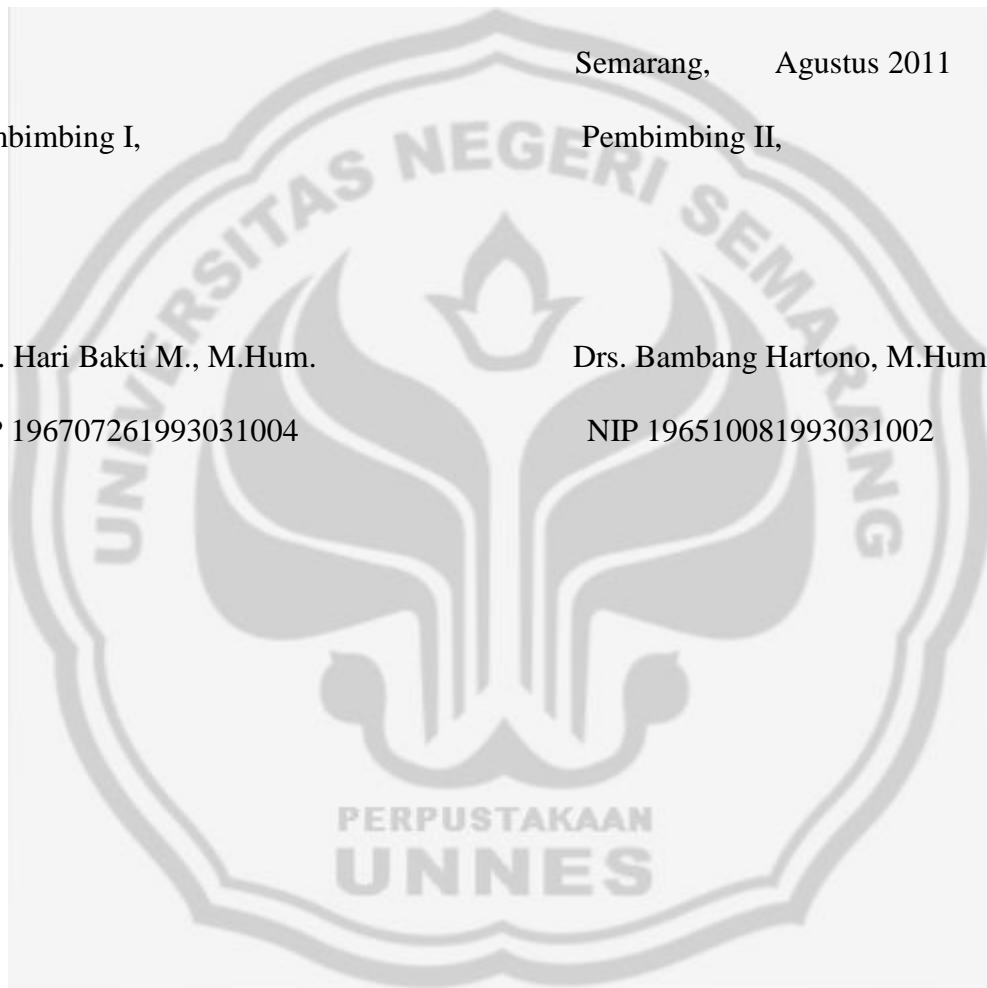 Semarang, Agustus 2011
mbimbing I, Pembimbing II,
. Hari Bakti M., M.Hum. Drs. Bambang Hartono, M.Hum
P 196707261993031004 NIP 196510081993031002
UNIVERSITAS NEGERI SEMARANG
PERPUSTAKAAN
UNNES